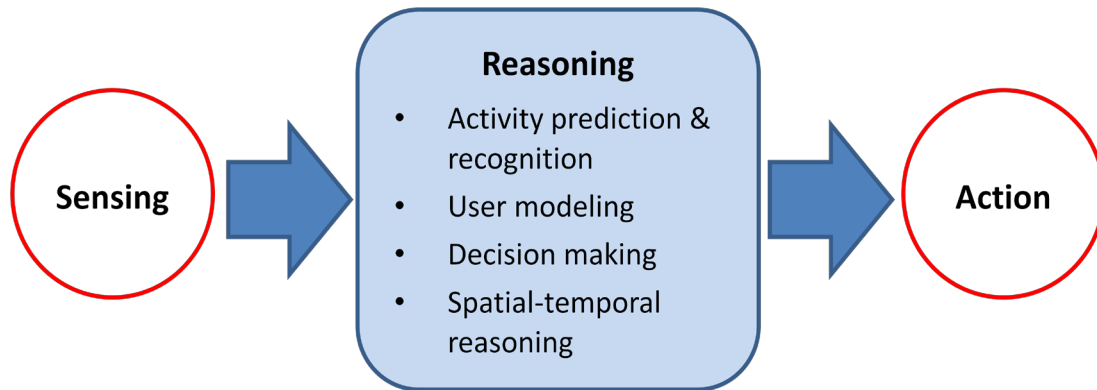 Sensing
Reasoning
• Activity prediction &
recognition
• User modeling
• Decision making
• Spatial-temporal
reasoning
Action